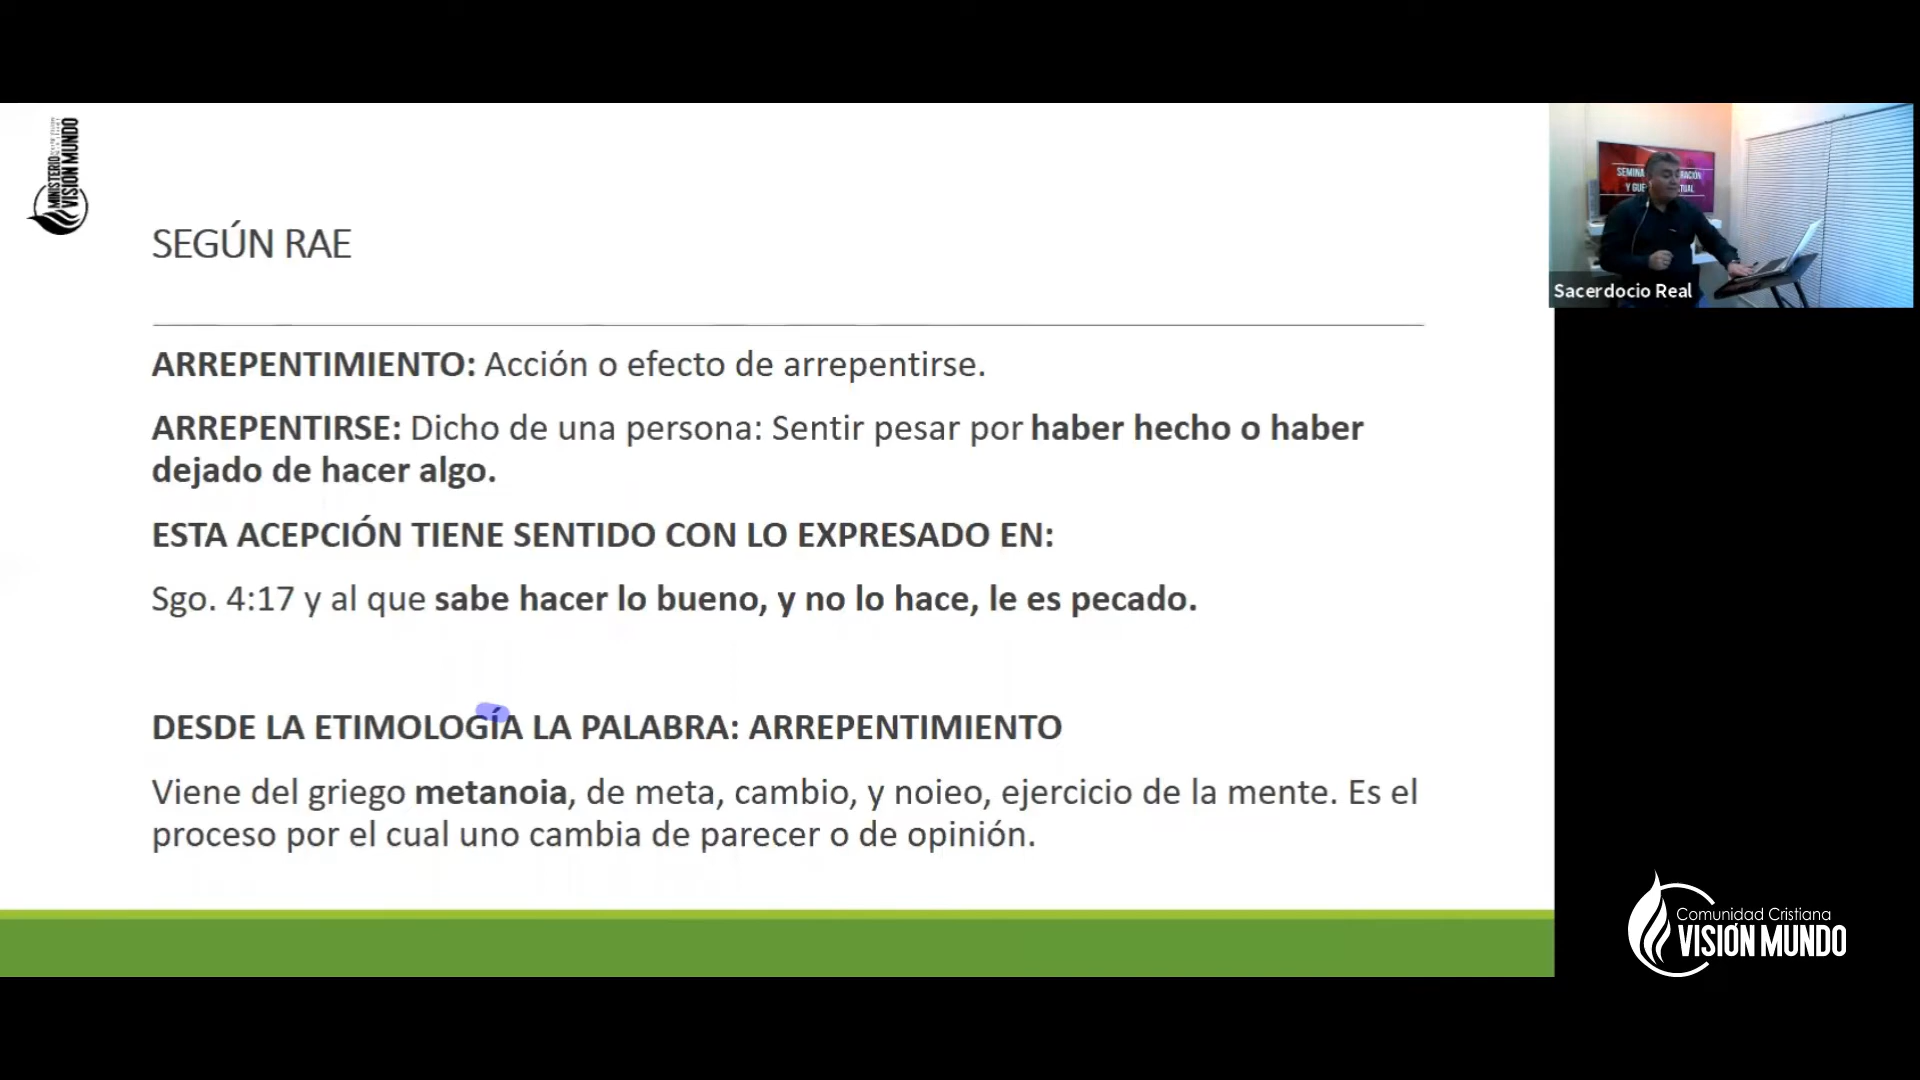 MINISTERIO
VISIÓN MUNDO
SEGÚN RAE
ARREPENTIMIENTO: Acción o efecto de arrepentirse.
ARREPENTIRSE: Dicho de una persona: Sentir pesar por haber hecho o haber
dejado de hacer algo.
ESTA ACEPCIÓN TIENE SENTIDO CON LO EXPRESADO EN:
Sgo. 4:17 y al que sabe hacer lo bueno, y no lo hace, le es pecado.
DESDE LA ETIMOLOGÍA LA PALABRA: ARREPENTIMIENTO
Viene del griego metanoia, de meta, cambio, y noieo, ejercicio de la mente. Es el
proceso por el cual uno cambia de parecer o de opinión.
Sacerdocio Real
Comunidad Cristiana
VISIÓN MUNDO